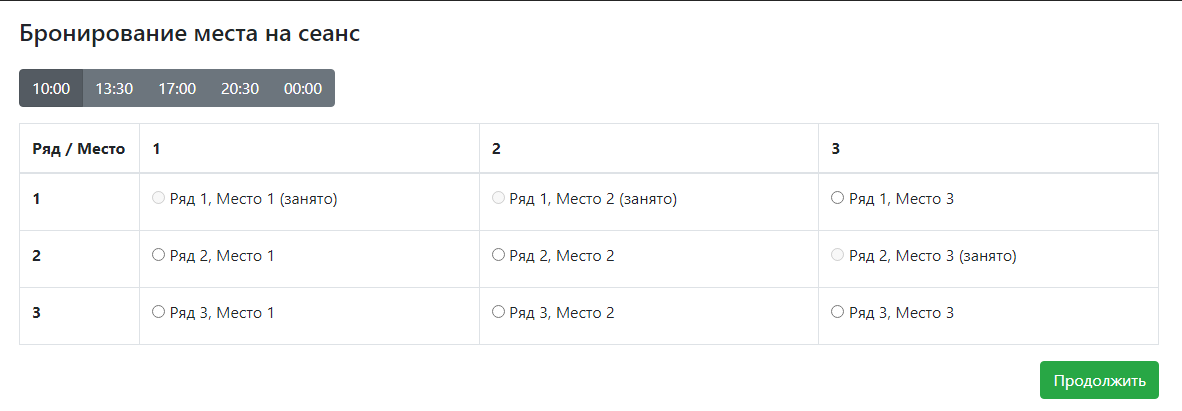 Бронирование места на сеанс
10:00 13:30 17:00 20:30 00:00
Ряд / Место 1 2 3
1 Ряд 1, Место 1 (занято) Ряд 1, Место 2 (занято) Ряд 1, Место 3
2 Ряд 2, Место 1 Ряд 2, Место 2 Ряд 2, Место 3 (занято)
3 Ряд 3, Место 1 Ряд 3, Место 2 Ряд 3, Место 3
Продолжить